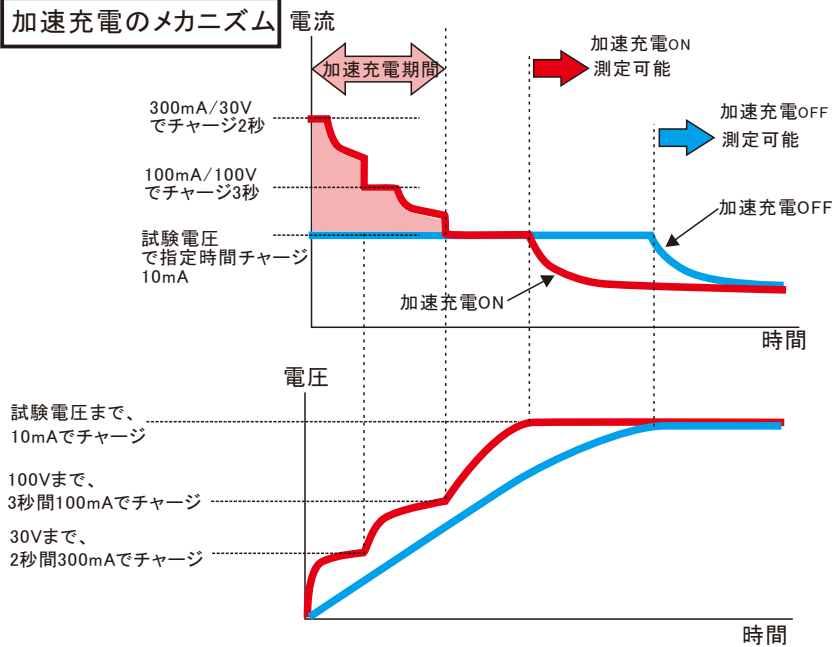 加速充電のメカニズム
電流
加速充電期間
加速充電ON
測定可能
加速充電OFF
測定可能
300mA/30V
でチャージ2秒
100mA/100V
でチャージ3秒
試験電圧
で指定時間チャージ
10mA
加速充電OFF
加速充電ON
時間
電圧
試験電圧まで、
10mAでチャージ
100Vまで、
3秒間100mAでチャージ
30Vまで、
2秒間300mAでチャージ
時間